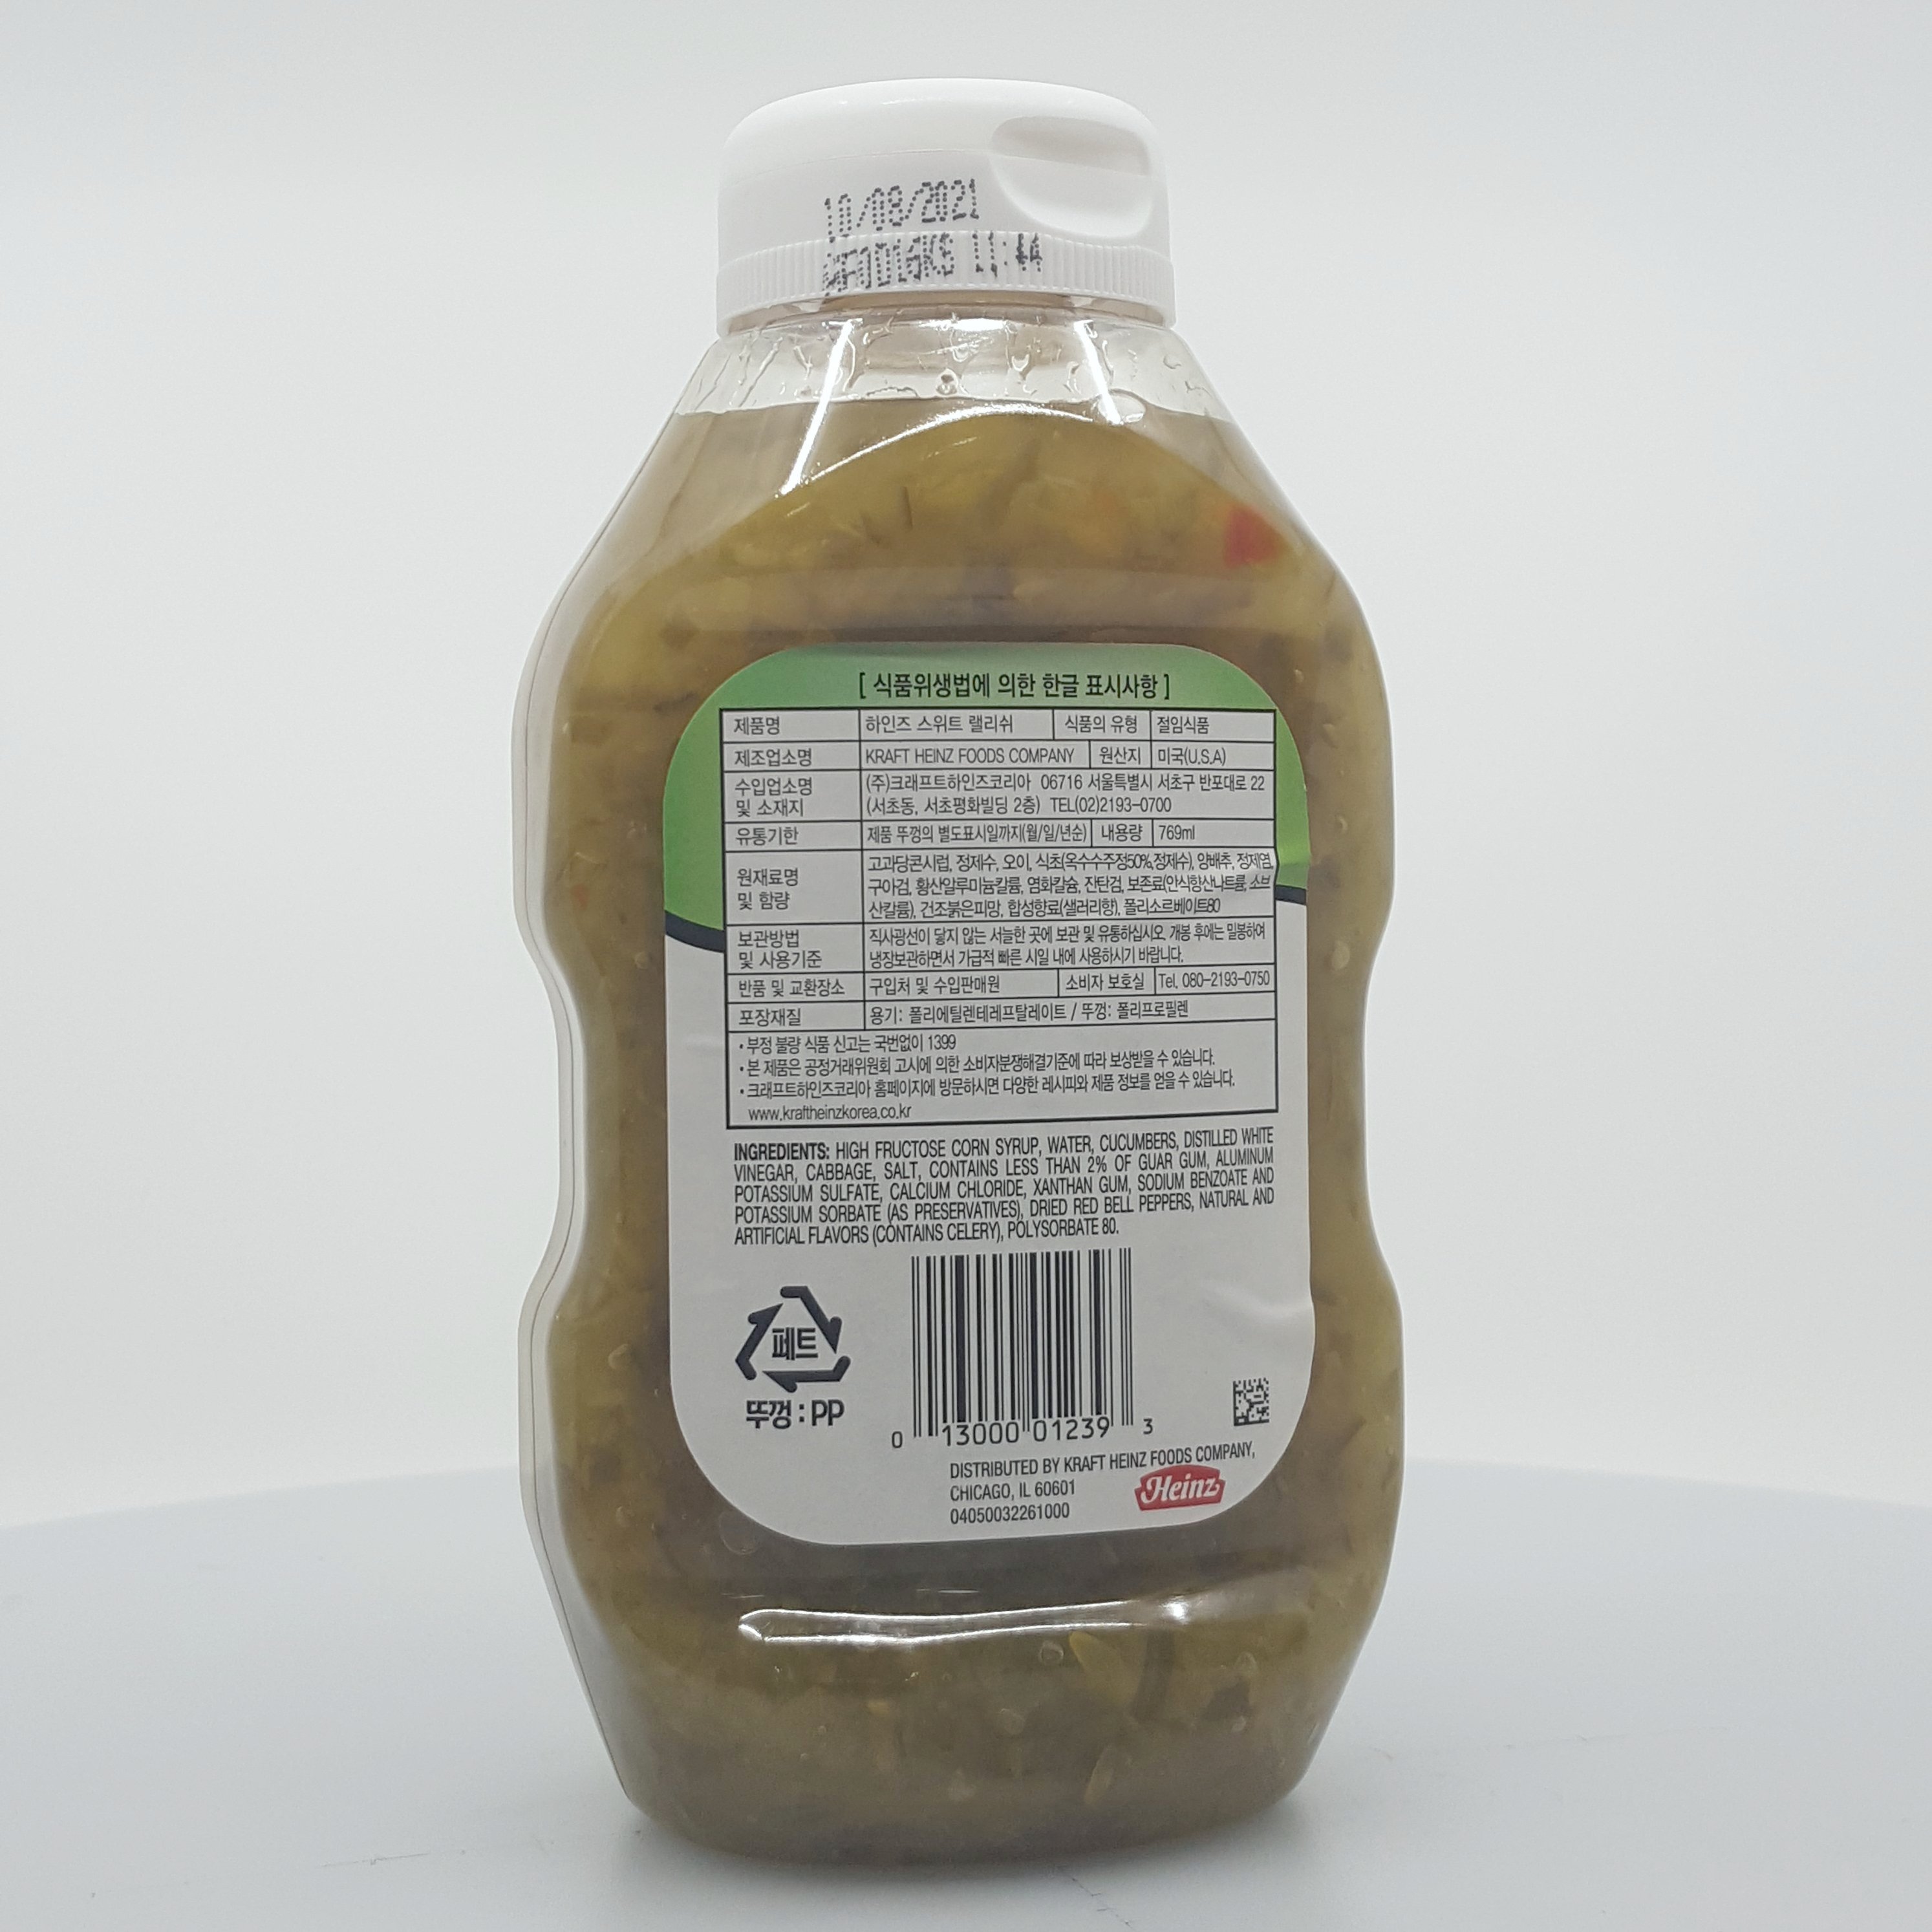 10/08/2021
11:44
[ 식품위생법에 의한 한글 표시사항 ]
제품명 하인즈 스위트 랠리쉬 식품의 유형 절임식품
제조업소명 KRAFT HEINZ FOODS COMPANY 원산지 미국(U.S.A)
수입업소명 (주)크래프트하인즈코리아 06716 서울특별시 서초구 반포대로 22
및 소재지 (서초동, 서초평화빌딩 2층) TEL(02)2193-0700
유통기한 제품 뚜껑의 별도표시일까지(월/일/년순) 내용량 769ml
원재료명 고과당콘시럽, 정제수, 오이, 식초(옥수수주정50%,정제수), 양배추, 정제염,
및 함량 구아검, 황산알루미늄칼륨, 염화칼슘, 잔탄검, 보존료(안식향산나트륨, 소브
산칼륨), 건조붉은피망, 합성향료(샐러리향), 폴리소르베이트80
보관방법 직사광선이 닿지 않는 서늘한 곳에 보관 및 유통하십시오. 개봉 후에는 밀봉하여
및 사용기준 냉장보관하면서 가급적 빠른 시일 내에 사용하시기 바랍니다.
반품 및 교환장소 구입처 및 수입판매원 소비자 보호실 Tel. 080-2193-0750
포장재질 용기: 폴리에틸렌테레프탈레이트 / 뚜껑: 폴리프로필렌
• 부정 불량 식품 신고는 국번없이 1399
• 본 제품은 공정거래위원회 고시에 의한 소비자분쟁해결기준에 따라 보상받을 수 있습니다.
• 크래프트하인즈코리아 홈페이지에 방문하시면 다양한 레시피와 제품 정보를 얻을 수 있습니다.
www.kraftheinzkorea.co.kr
INGREDIENTS: HIGH FRUCTOSE CORN SYRUP, WATER, CUCUMBERS, DISTILLED WHITE
VINEGAR, CABBAGE, SALT, CONTAINS LESS THAN 2% OF GUAR GUM, ALUMINUM
POTASSIUM SULFATE, CALCIUM CHLORIDE, XANTHAN GUM, SODIUM BENZOATE AND
POTASSIUM SORBATE (AS PRESERVATIVES), DRIED RED BELL PEPPERS, NATURAL AND
ARTIFICIAL FLAVORS (CONTAINS CELERY), POLYSORBATE 80.
페트
뚜껑 : PP
0 13000 01239 3
DISTRIBUTED BY KRAFT HEINZ FOODS COMPANY,
CHICAGO, IL 60601
04050032261000
Heinz